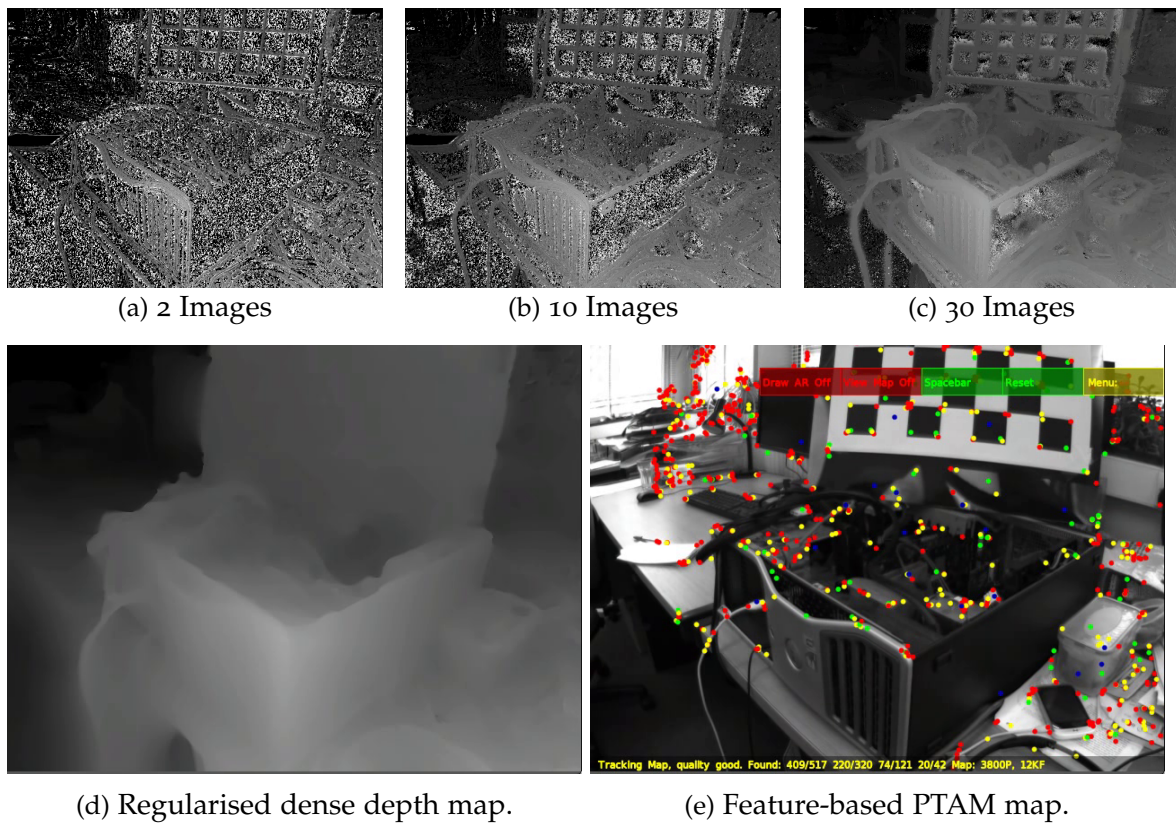 (a) 2 Images
(b) 10 Images
(c) 30 Images
Draw AR Off
View Map Off
Spacebar
Reset
Menu:
Tracking Map, quality good. Found: 409/517 220/320 74/121 20/42 Map: 3800P, 12KF
(d) Regularised dense depth map.
(e) Feature-based PTAM map.